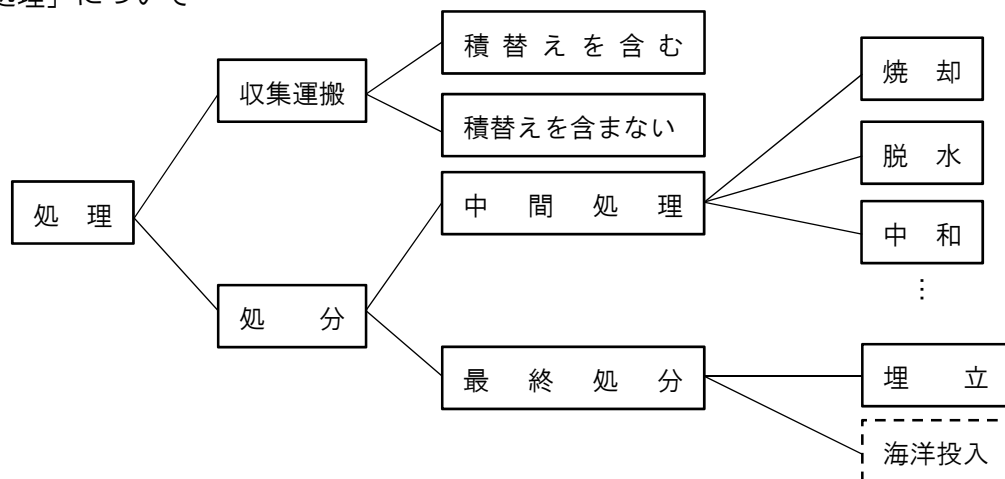 処理」について
積替えを含む
収集運搬
焼却
積替えを含まない
脱水
処理
中間処理
中和
⋮
処分
最終処分
埋立
海洋投入